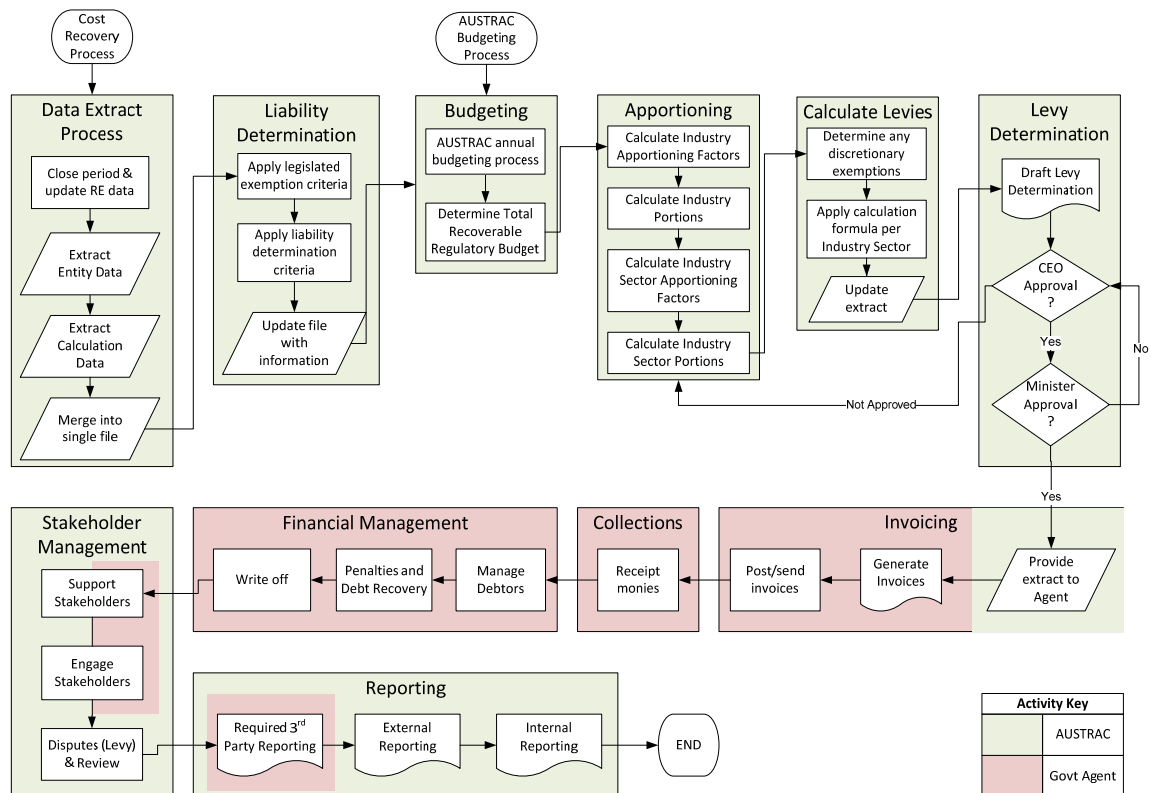 Cost
Recovery
Process
AUSTRAC
Budgeting
Process
Data Extract
Process
Close period &
update RE data
Extract
Entity Data
Extract
Calculation
Data
Merge into
single file
Liability
Determination
Apply legislated
exemption criteria
Apply liability
determination
criteria
Update file
with
information
Budgeting
AUSTRAC annual
budgeting process
Determine Total
Recoverable
Regulatory Budget
Apportioning
Calculate Industry
Apportioning Factors
Calculate Industry
Portions
Calculate Industry
Sector Apportioning
Factors
Calculate Industry
Sector Portions
Calculate Levies
Determine any
discretionary
exemptions
Apply calculation
formula per
Industry Sector
Update
extract
Levy
Determination
Draft Levy
Determination
CEO
Approval
?
Yes
No
Minister
Approval
?
Not Approved
Yes
Stakeholder
Management
Support
Stakeholders
Engage
Stakeholders
Disputes (Levy)
& Review
Financial Management
Write off
Penalties and
Debt Recovery
Manage
Debtors
Collections
Receipt
monies
Invoicing
Post/send
invoices
Generate
Invoices
Provide
extract to
Agent
Reporting
Required 3rd
Party Reporting
External
Reporting
Internal
Reporting
END
Activity Key
AUSTRAC
Govt Agent